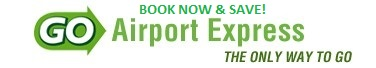 BOOK NOW & SAVE!
GO Airport Express
THE ONLY WAY TO GO